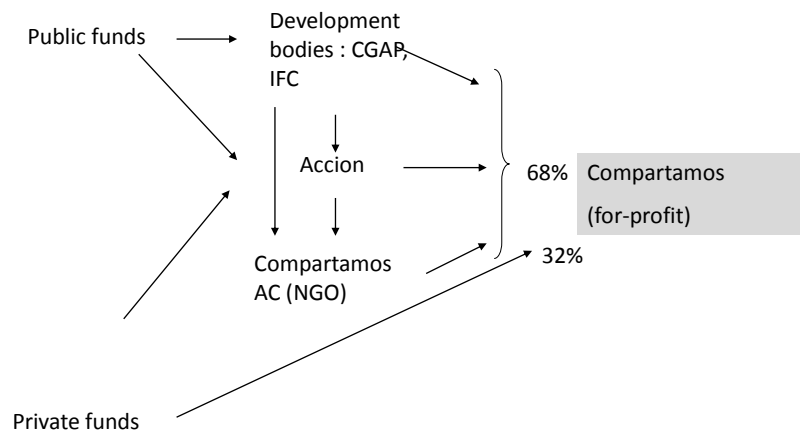 Public funds
Development
bodies : CGAP,
IFC
Accion
68%
Compartamos
(for-profit)
32%
Compartamos
AC (NGO)
Private funds